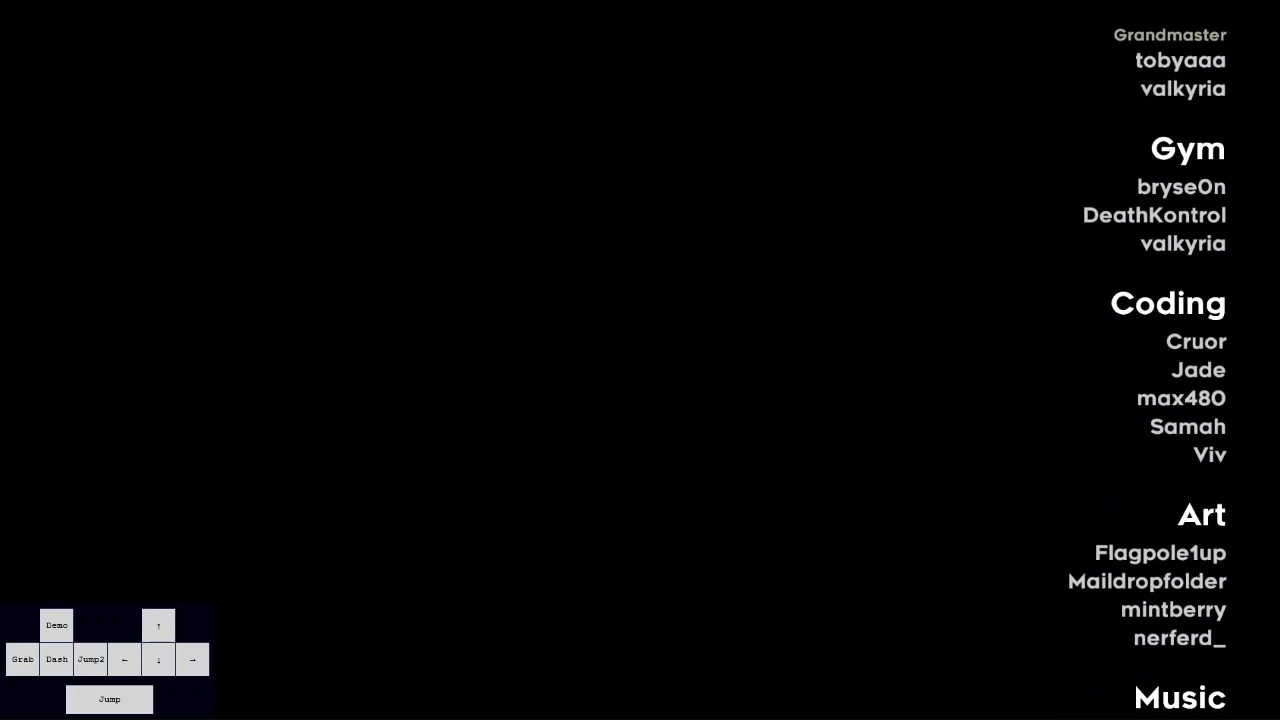 Grandmaster
tobyaaa
valkyria
Gym
bryse0n
DeathKontrol
valkyria
Coding
Cruor
Jade
max480
Samah
Viv
Art
Flagpole1up
Maildropfolder
mintberry
nerferd_
Music
Demo ↑
Grab Dash Jump2 ← ↓ →
Jump